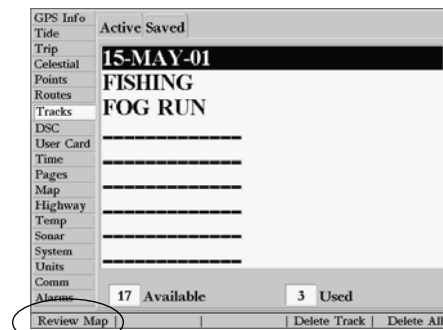 GPS Info
Tide
Trip
Celestial
Points
Routes
Tracks
DSC
User Card
Time
Pages
Map
Highway
Temp
Sonar
System
Units
Comm
Alarms
Active Saved
15-MAY-01
FISHING
FOG RUN
17 Available 3 Used
Review Map | | | Delete Track | Delete All